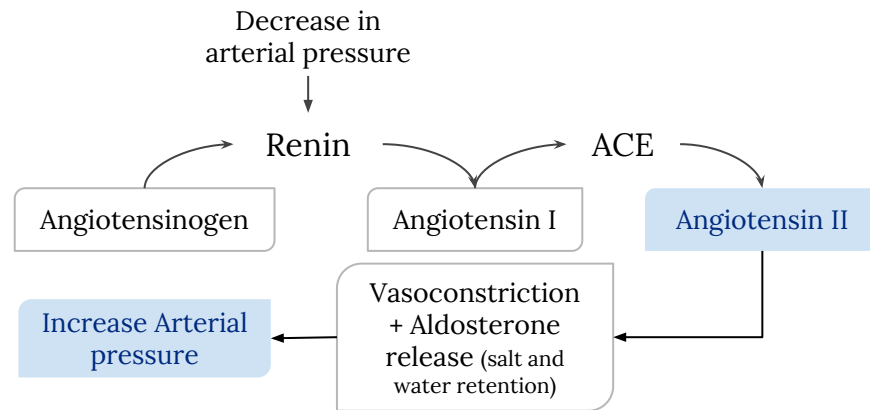 Decrease in
arterial pressure
Renin
ACE
Angiotensinogen
Angiotensin I
Angiotensin II
Vasoconstriction
+ Aldosterone
release (salt and
water retention)
Increase Arterial
pressure